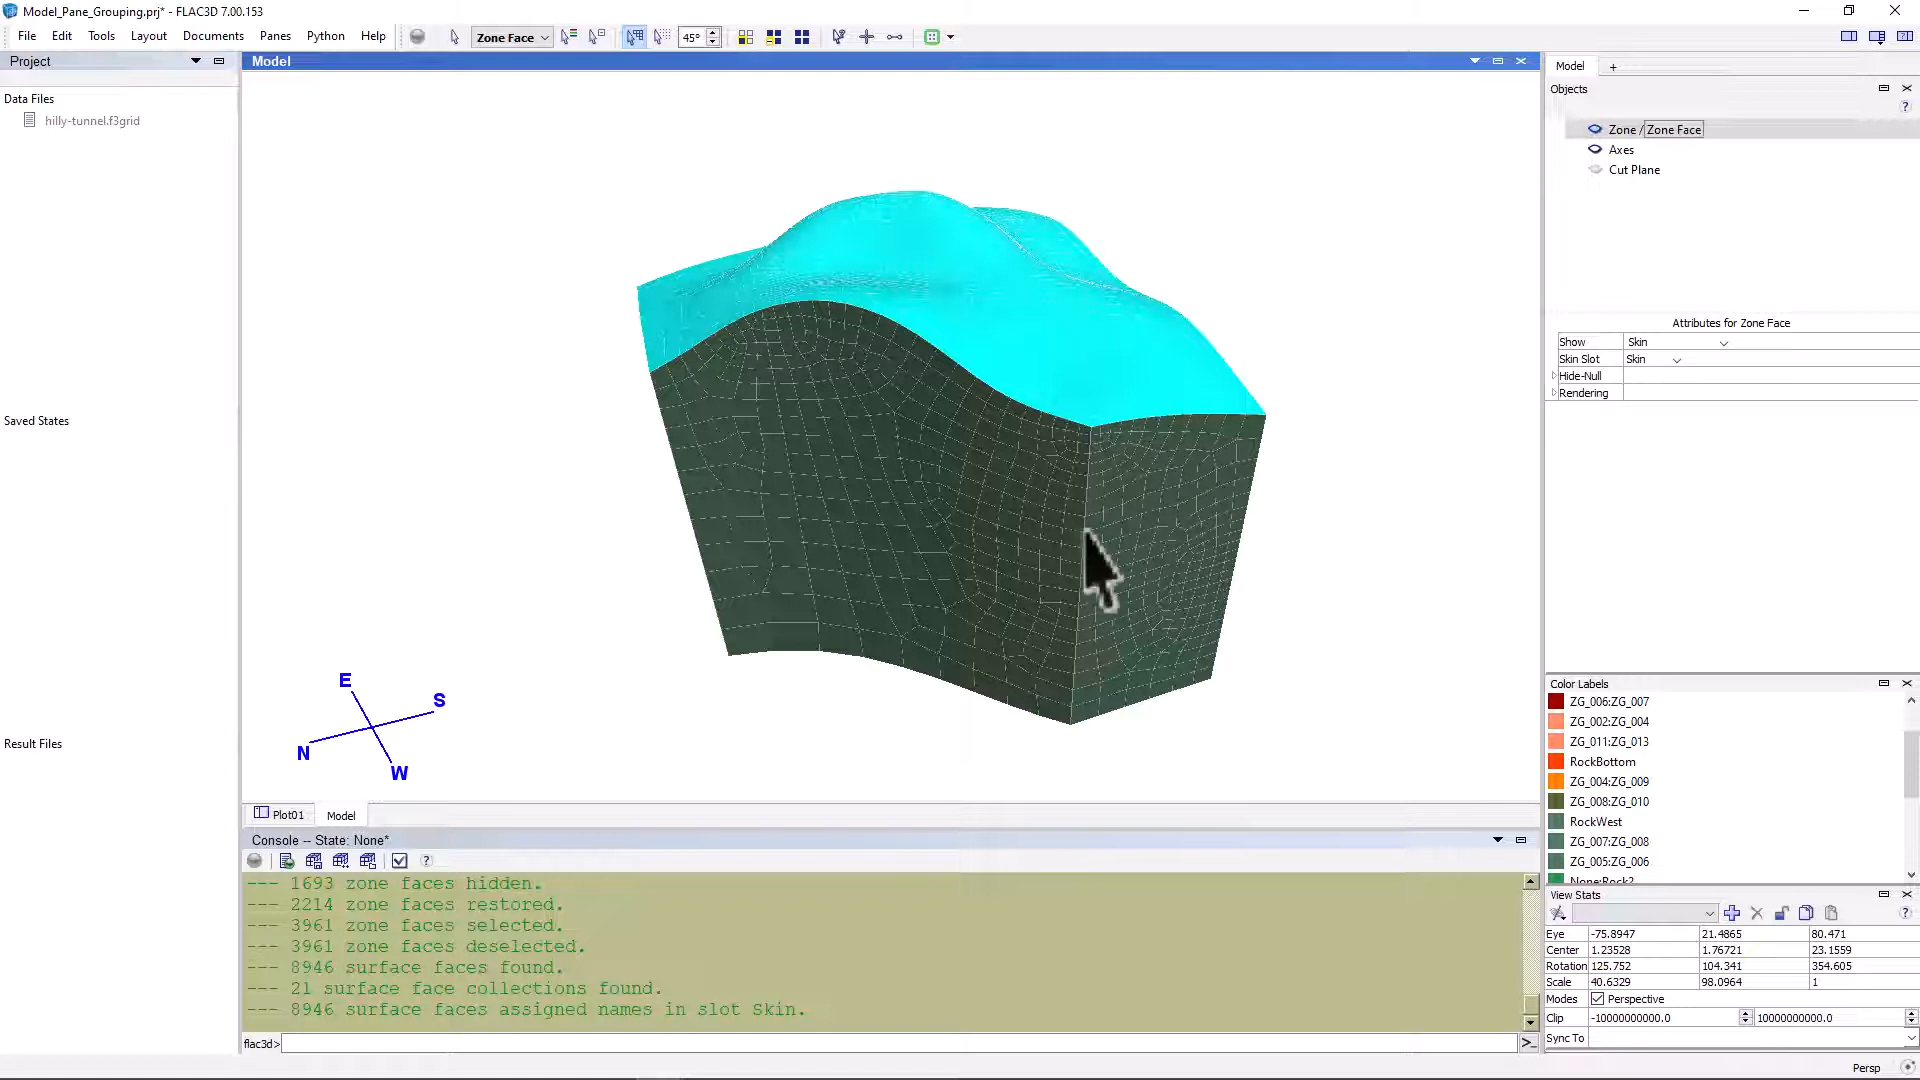 Model_Pane_Grouping.prj* - FLAC3D 7.00.153
File Edit Tools Layout Documents Panes Python Help Zone Face 45°
Project
Data Files
hilly-tunnel.f3grid
Saved States
Result Files
Model
E
S
N
W
Plot01 Model
Console -- State: None*
--- 1693 zone faces hidden.
--- 2214 zone faces restored.
--- 3961 zone faces selected.
--- 3961 zone faces deselected.
--- 8946 surface faces found.
--- 21 surface face collections found.
--- 8946 surface faces assigned names in slot Skin.
flac3d>
Model +
Objects
Zone / Zone Face
Axes
Cut Plane
Attributes for Zone Face
Show Skin
Skin Slot Skin
Hide-Null
Rendering
Color Labels
ZG_006:ZG_007
ZG_002:ZG_004
ZG_011:ZG_013
RockBottom
ZG_004:ZG_009
ZG_008:ZG_010
RockWest
ZG_007:ZG_008
ZG_005:ZG_006
None:Rock2
View Stats
Eye -75.8947 21.4865 80.471
Center 1.23528 1.76721 23.1559
Rotation 125.752 104.341 354.605
Scale 40.6329 98.0964 1
Modes Perspective
Clip -10000000000.0 10000000000.0
Sync To
Persp